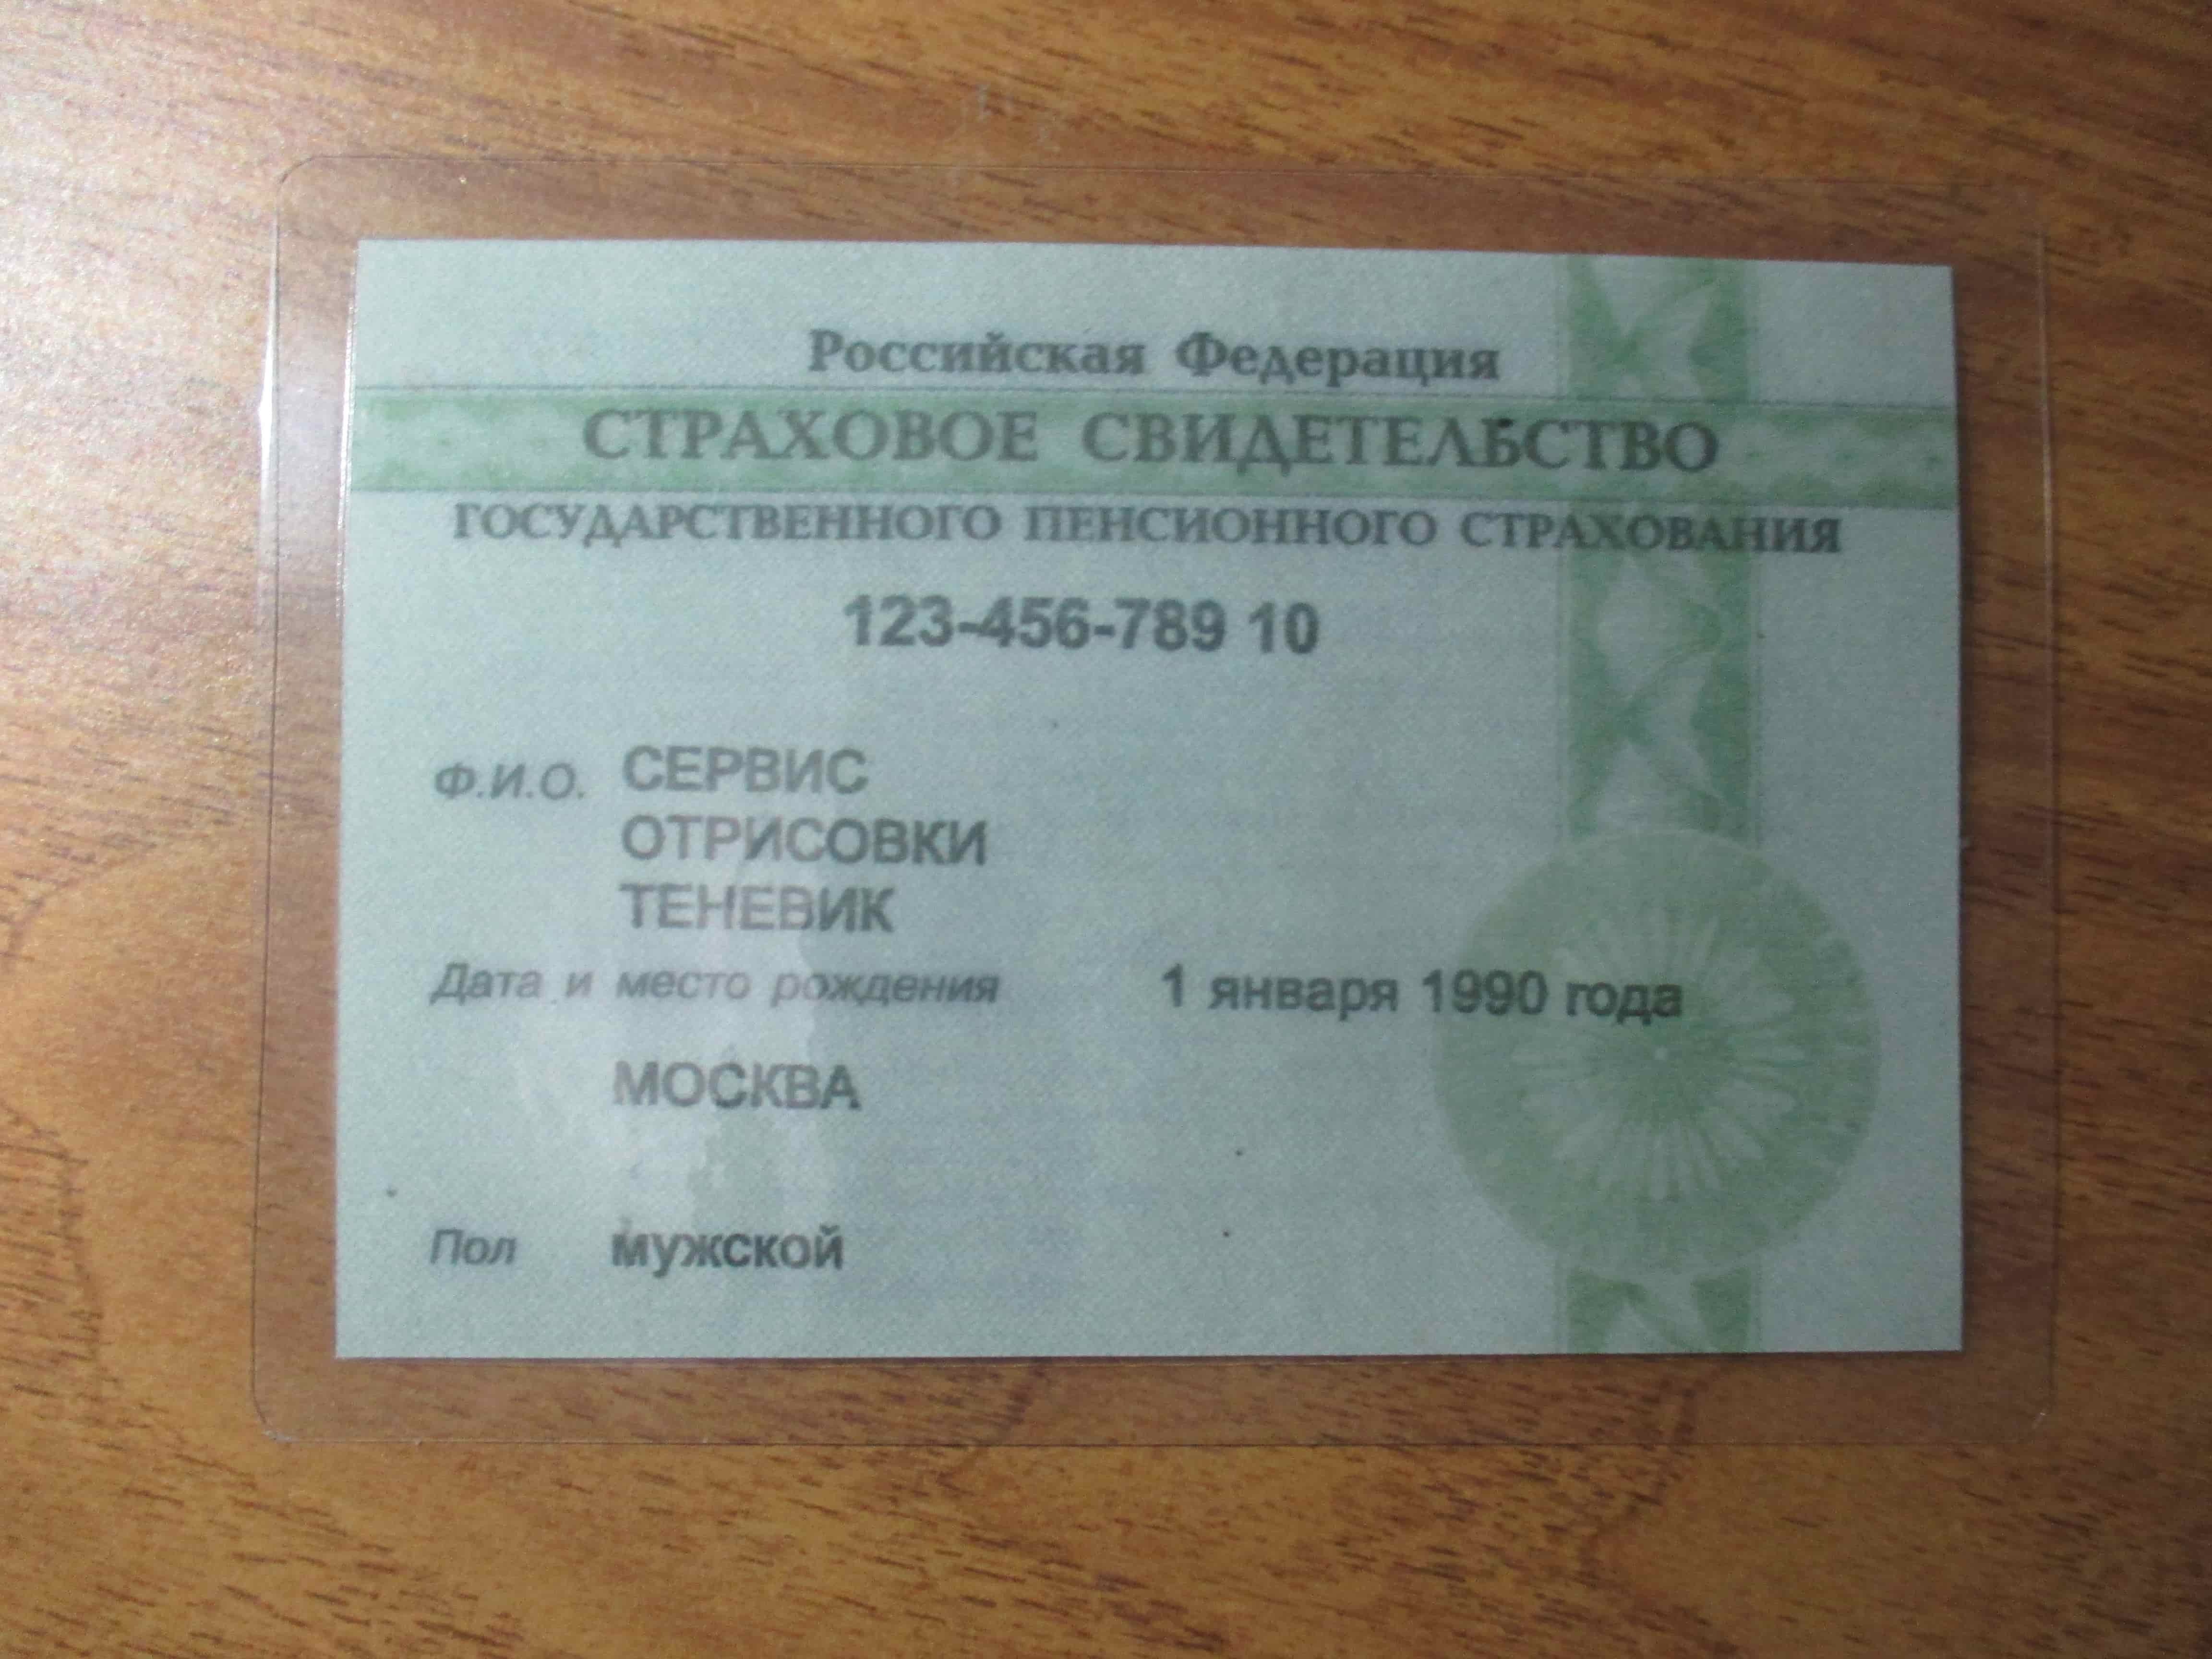 Российская Федерация
СТРАХОВОЕ СВИДЕТЕЛЬСТВО
ГОСУДАРСТВЕННОГО ПЕНСИОННОГО СТРАХОВАНИЯ
123-456-789 10
Ф.И.О. СЕРВИС
ОТРИСОВКИ
ТЕНЕВИК
Дата и место рождения 1 января 1990 года
МОСКВА
Пол мужской